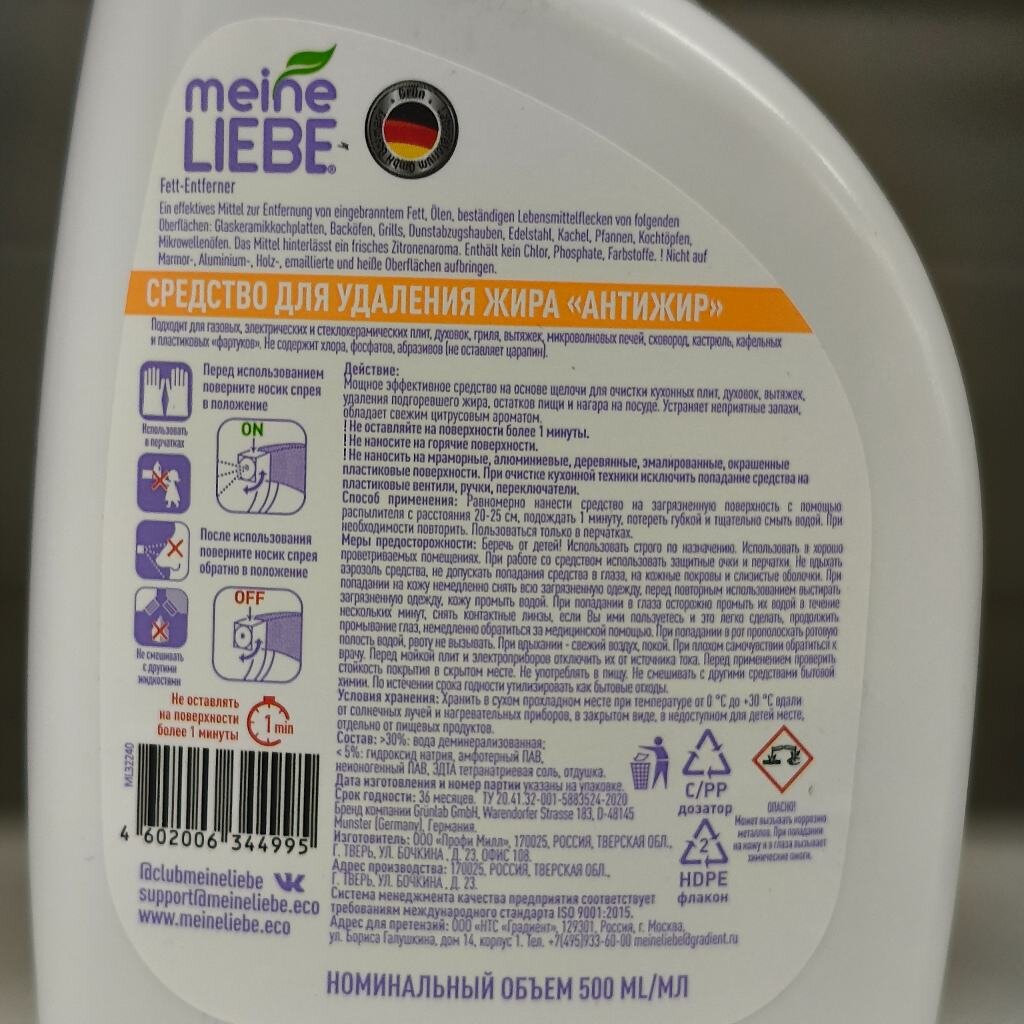 meine
LIEBE®
Grün
Fett-Entferner
Ein effektives Mittel zur Entfernung von eingebranntem Fett, Ölen, beständigen Lebensmittelflecken von folgenden
Oberflächen: Glaskeramikkochplatten, Backöfen, Grills, Dunstabzugshauben, Edelstahl, Kachel, Pfannen, Kochtöpfen,
Mikrowellenöfen. Das Mittel hinterlässt ein frisches Zitronenaroma. Enthält kein Chlor, Phosphate, Farbstoffe. ! Nicht auf
Marmor-, Aluminium-, Holz-, emaillierte und heiße Oberflächen aufbringen.
СРЕДСТВО ДЛЯ УДАЛЕНИЯ ЖИРА «АНТИЖИР»
Подходит для газовых, электрических и стеклокерамических плит, духовок, гриля, вытяжек, микроволновых печей, сковород, кастрюль, кафельных
и пластиковых «фартуков». Не содержит хлора, фосфатов, абразивов (не оставляет царапин).
Перед использованием
поверните носик спрея
в положение
ON
Использовать
в перчатках
После использования
поверните носик спрея
обратно в положение
OFF
Не смешивать
с другими
жидкостями
Не оставлять
на поверхности
более 1 минуты
1 min
Действие:
Мощное эффективное средство на основе щелочи для очистки кухонных плит, духовок, вытяжек,
удаления подгоревшего жира, остатков пищи и нагара на посуде. Устраняет неприятные запахи,
обладает свежим цитрусовым ароматом.
! Не оставляйте на поверхности более 1 минуты.
! Не наносите на горячие поверхности.
! Не наносить на мраморные, алюминиевые, деревянные, эмалированные, окрашенные
пластиковые поверхности. При очистке кухонной техники исключить попадание средства на
пластиковые вентили, ручки, переключатели.
Способ применения: Равномерно нанести средство на загрязненную поверхность с помощью
распылителя с расстояния 20-25 см, подождать 1 минуту, потереть губкой и тщательно смыть водой. При
необходимости повторить. Пользоваться только в перчатках.
Меры предосторожности: Беречь от детей! Использовать строго по назначению. Использовать в хорошо
проветриваемых помещениях. При работе со средством использовать защитные очки и перчатки. Не вдыхать
аэрозоль средства, не допускать попадания средства в глаза, на кожные покровы и слизистые оболочки. При
попадании на кожу немедленно снять всю загрязненную одежду, перед повторным использованием выстирать
загрязненную одежду, кожу промыть водой. При попадании в глаза осторожно промыть их водой в течение
нескольких минут, снять контактные линзы, если Вы ими пользуетесь и это легко сделать, продолжить
промывание глаз, немедленно обратиться за медицинской помощью. При попадании в рот прополоскать ротовую
полость водой, рвоту не вызывать. При вдыхании - свежий воздух, покой. При плохом самочувствии обратиться к
врачу. Перед мойкой плит и электроприборов отключить их от источника тока. Перед применением проверить
стойкость покрытия в скрытом месте. Не употреблять в пищу. Не смешивать с другими средствами бытовой
химии. По истечении срока годности утилизировать как бытовые отходы.
Условия хранения: Хранить в сухом прохладном месте при температуре от 0 °C до +30 °C вдали
от солнечных лучей и нагревательных приборов, в закрытом виде, в недоступном для детей месте,
отдельно от пищевых продуктов.
Состав: >30%: вода деминерализованная;
< 5%: гидроксид натрия, амфотерный ПАВ,
неионогенный ПАВ, ЭДТА тетранатриевая соль, отдушка.
Дата изготовления и номер партии указаны на упаковке.
Срок годности: 36 месяцев. ТУ 20.41.32-001-5883524-2020
Бренд компании Grünlab GmbH, Warendorfer Strasse 183, D-48145
Münster (Germany), Германия.
Изготовитель: ООО «Профи Милл», 170025, РОССИЯ, ТВЕРСКАЯ ОБЛ.,
Г. ТВЕРЬ, УЛ. БОЧКИНА, Д. 23, ОФИС 108.
Адрес производства: 170025, РОССИЯ, ТВЕРСКАЯ ОБЛ.,
Г. ТВЕРЬ, УЛ. БОЧКИНА, Д. 23.
Система менеджмента качества предприятия соответствует
требованиям международного стандарта ISO 9001:2015.
Адрес для претензий: ООО «НТС «Градиент», 129301, Россия, г. Москва,
ул. Бориса Галушкина, дом 14, корпус 1. Тел. +7(495)933-60-00 meineliebe@gradient.ru
C/PP
дозатор
2
HDPE
флакон
ОПАСНО!
Может вызывать коррозию
металлов. При попадании
на кожу и в глаза вызывает
химические ожоги.
ML32240
4 602006 344995
@clubmeineliebe
support@meineliebe.eco
www.meineliebe.eco
НОМИНАЛЬНЫЙ ОБЪЕМ 500 ML/МЛ